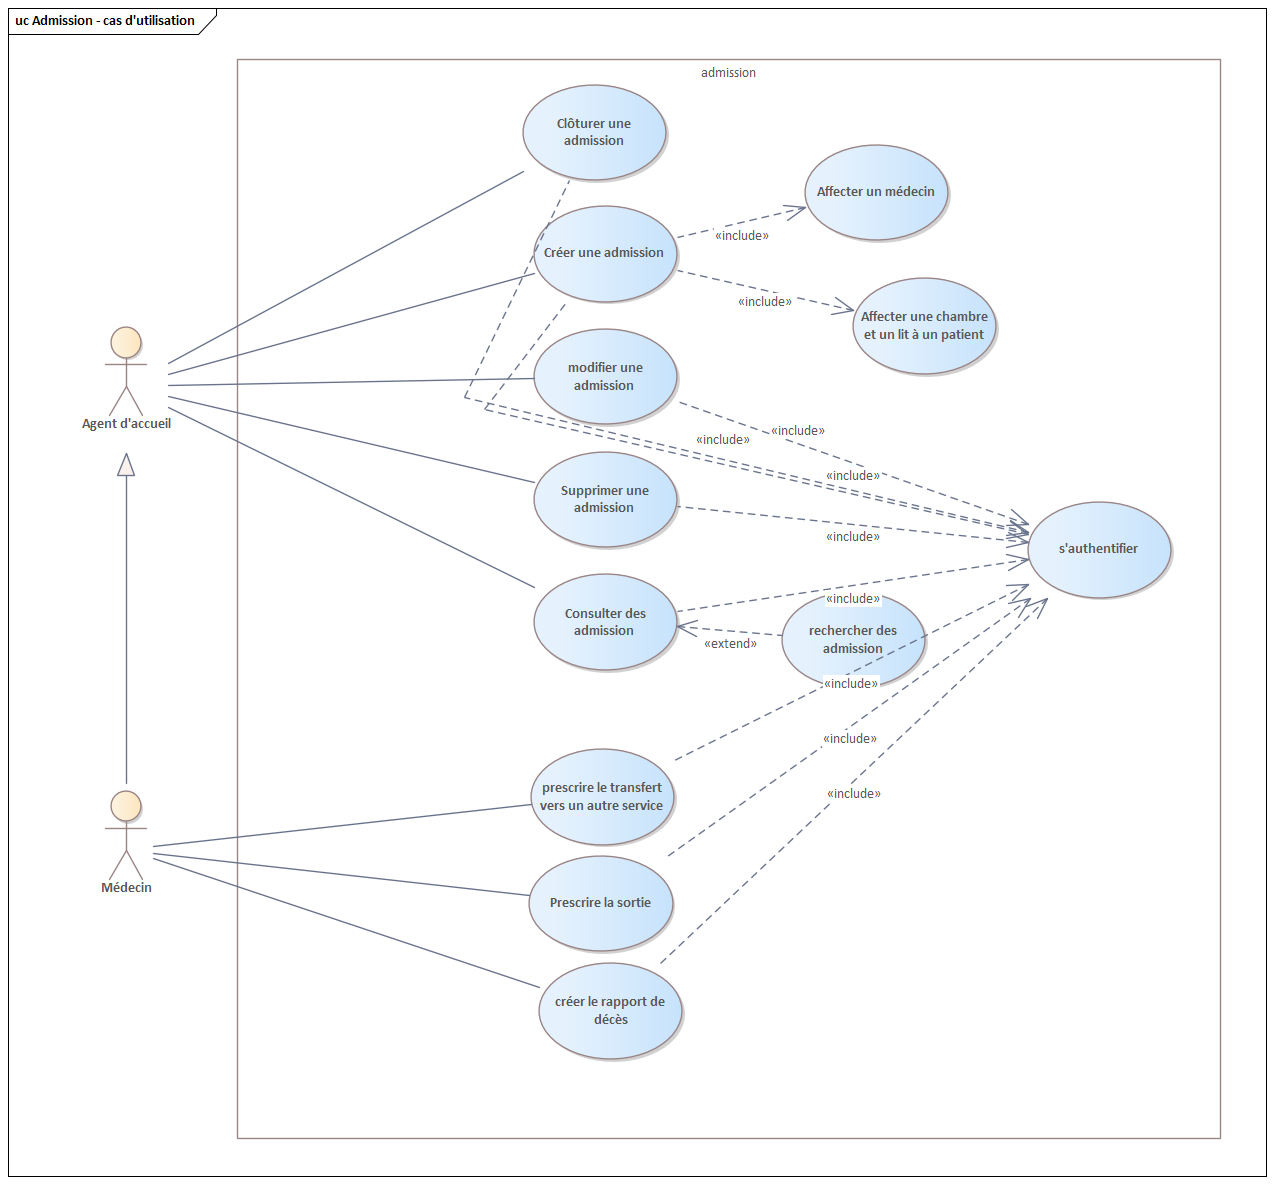 uc Admission - cas d'utilisation
admission
Clôturer une
admission
Affecter un médecin
«include»
Créer une admission
«include»
Affecter une chambre
et un lit à un patient
modifier une
admission
Agent d'accueil
«include»
«include»
«include»
Supprimer une
admission
«include»
s'authentifier
«include»
Consulter des
admission
rechercher des
admission
«extend»
«include»
«include»
prescrire le transfert
vers un autre service
«include»
Médecin
Prescrire la sortie
créer le rapport de
décès